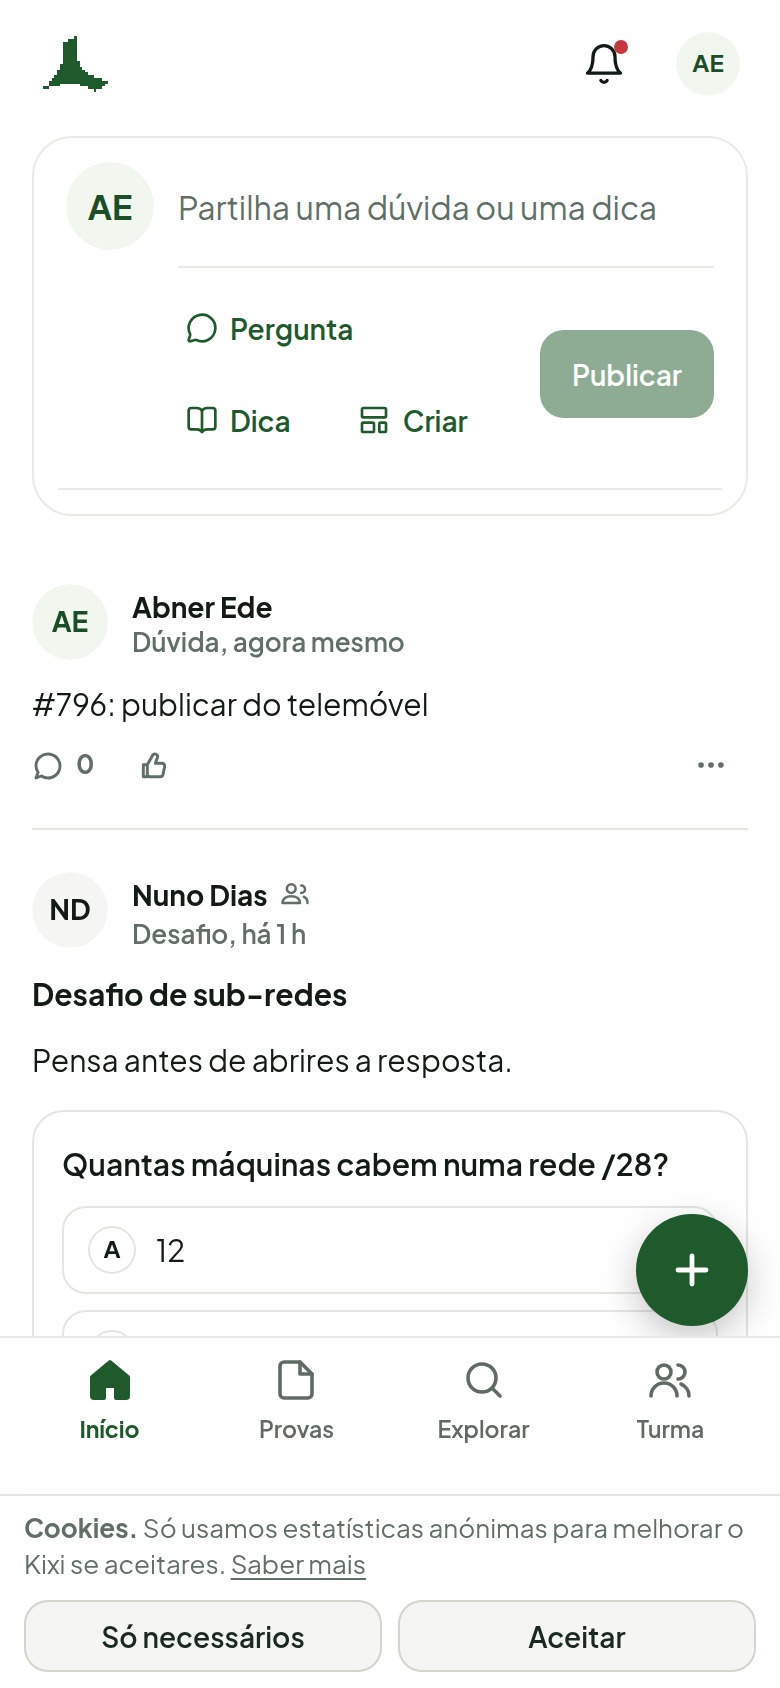 AE
AE
Partilha uma dúvida ou uma dica
Pergunta
Publicar
Dica
Criar
AE
Abner Ede
Dúvida, agora mesmo
#796: publicar do telemóvel
0
ND
Nuno Dias
Desafio, há 1 h
Desafio de sub-redes
Pensa antes de abrires a resposta.
Quantas máquinas cabem numa rede /28?
A 12
Início
Provas
Explorar
Turma
Cookies. Só usamos estatísticas anónimas para melhorar o
Kixi se aceitares. Saber mais
Só necessários
Aceitar